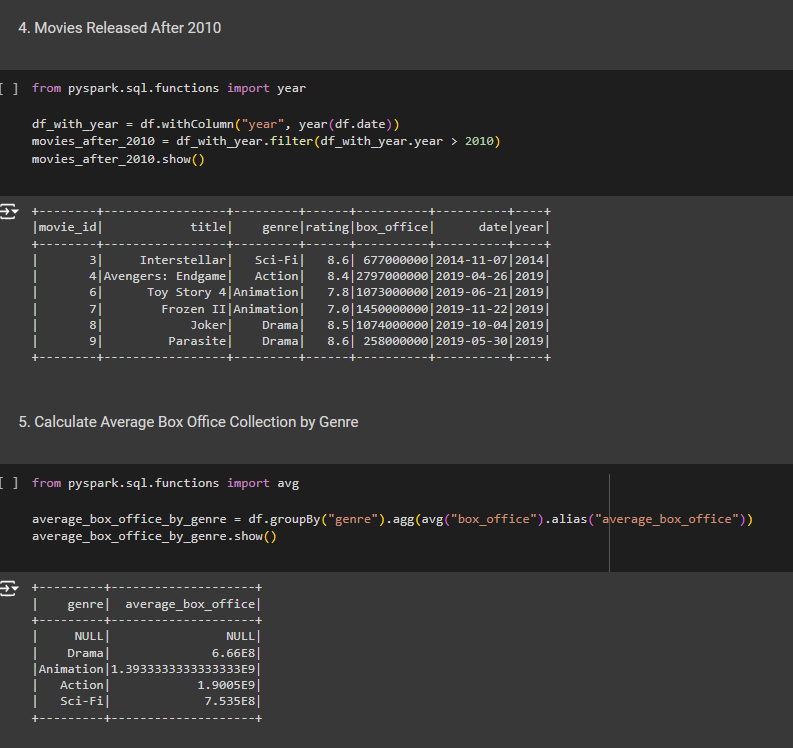 4. Movies Released After 2010
[ ] from pyspark.sql.functions import year
df_with_year = df.withColumn("year", year(df.date))
movies_after_2010 = df_with_year.filter(df_with_year.year > 2010)
movies_after_2010.show()
+--------+-----------------+---------+------+----------+----------+----+
|movie_id|            title|    genre|rating|box_office|      date|year|
+--------+-----------------+---------+------+----------+----------+----+
|       3|     Interstellar|   Sci-Fi|   8.6| 677000000|2014-11-07|2014|
|       4|Avengers: Endgame|   Action|   8.4|2797000000|2019-04-26|2019|
|       6|      Toy Story 4|Animation|   7.8|1073000000|2019-06-21|2019|
|       7|        Frozen II|Animation|   7.0|1450000000|2019-11-22|2019|
|       8|            Joker|    Drama|   8.5|1074000000|2019-10-04|2019|
|       9|         Parasite|    Drama|   8.6| 258000000|2019-05-30|2019|
+--------+-----------------+---------+------+----------+----------+----+
5. Calculate Average Box Office Collection by Genre
[ ] from pyspark.sql.functions import avg
average_box_office_by_genre = df.groupBy("genre").agg(avg("box_office").alias("average_box_office"))
average_box_office_by_genre.show()
+---------+--------------------+
|    genre|  average_box_office|
+---------+--------------------+
|     NULL|                NULL|
|    Drama|              6.66E8|
|Animation|1.3933333333333333E9|
|   Action|            1.9005E9|
|   Sci-Fi|             7.535E8|
+---------+--------------------+